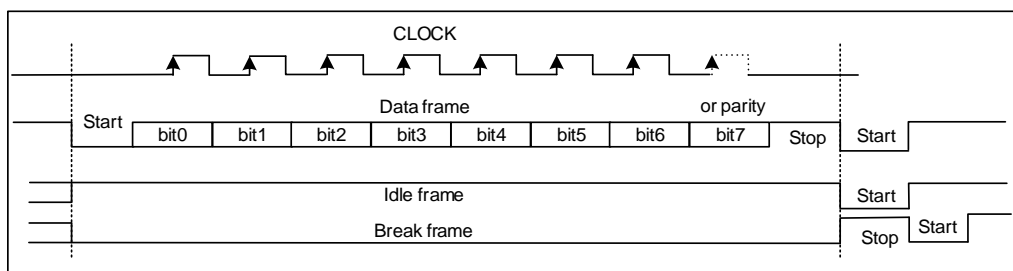 CLOCK
Data frame
or parity
Start
bit0 bit1 bit2 bit3 bit4 bit5 bit6 bit7
Stop
Start
Idle frame
Start
Break frame
Stop
Start